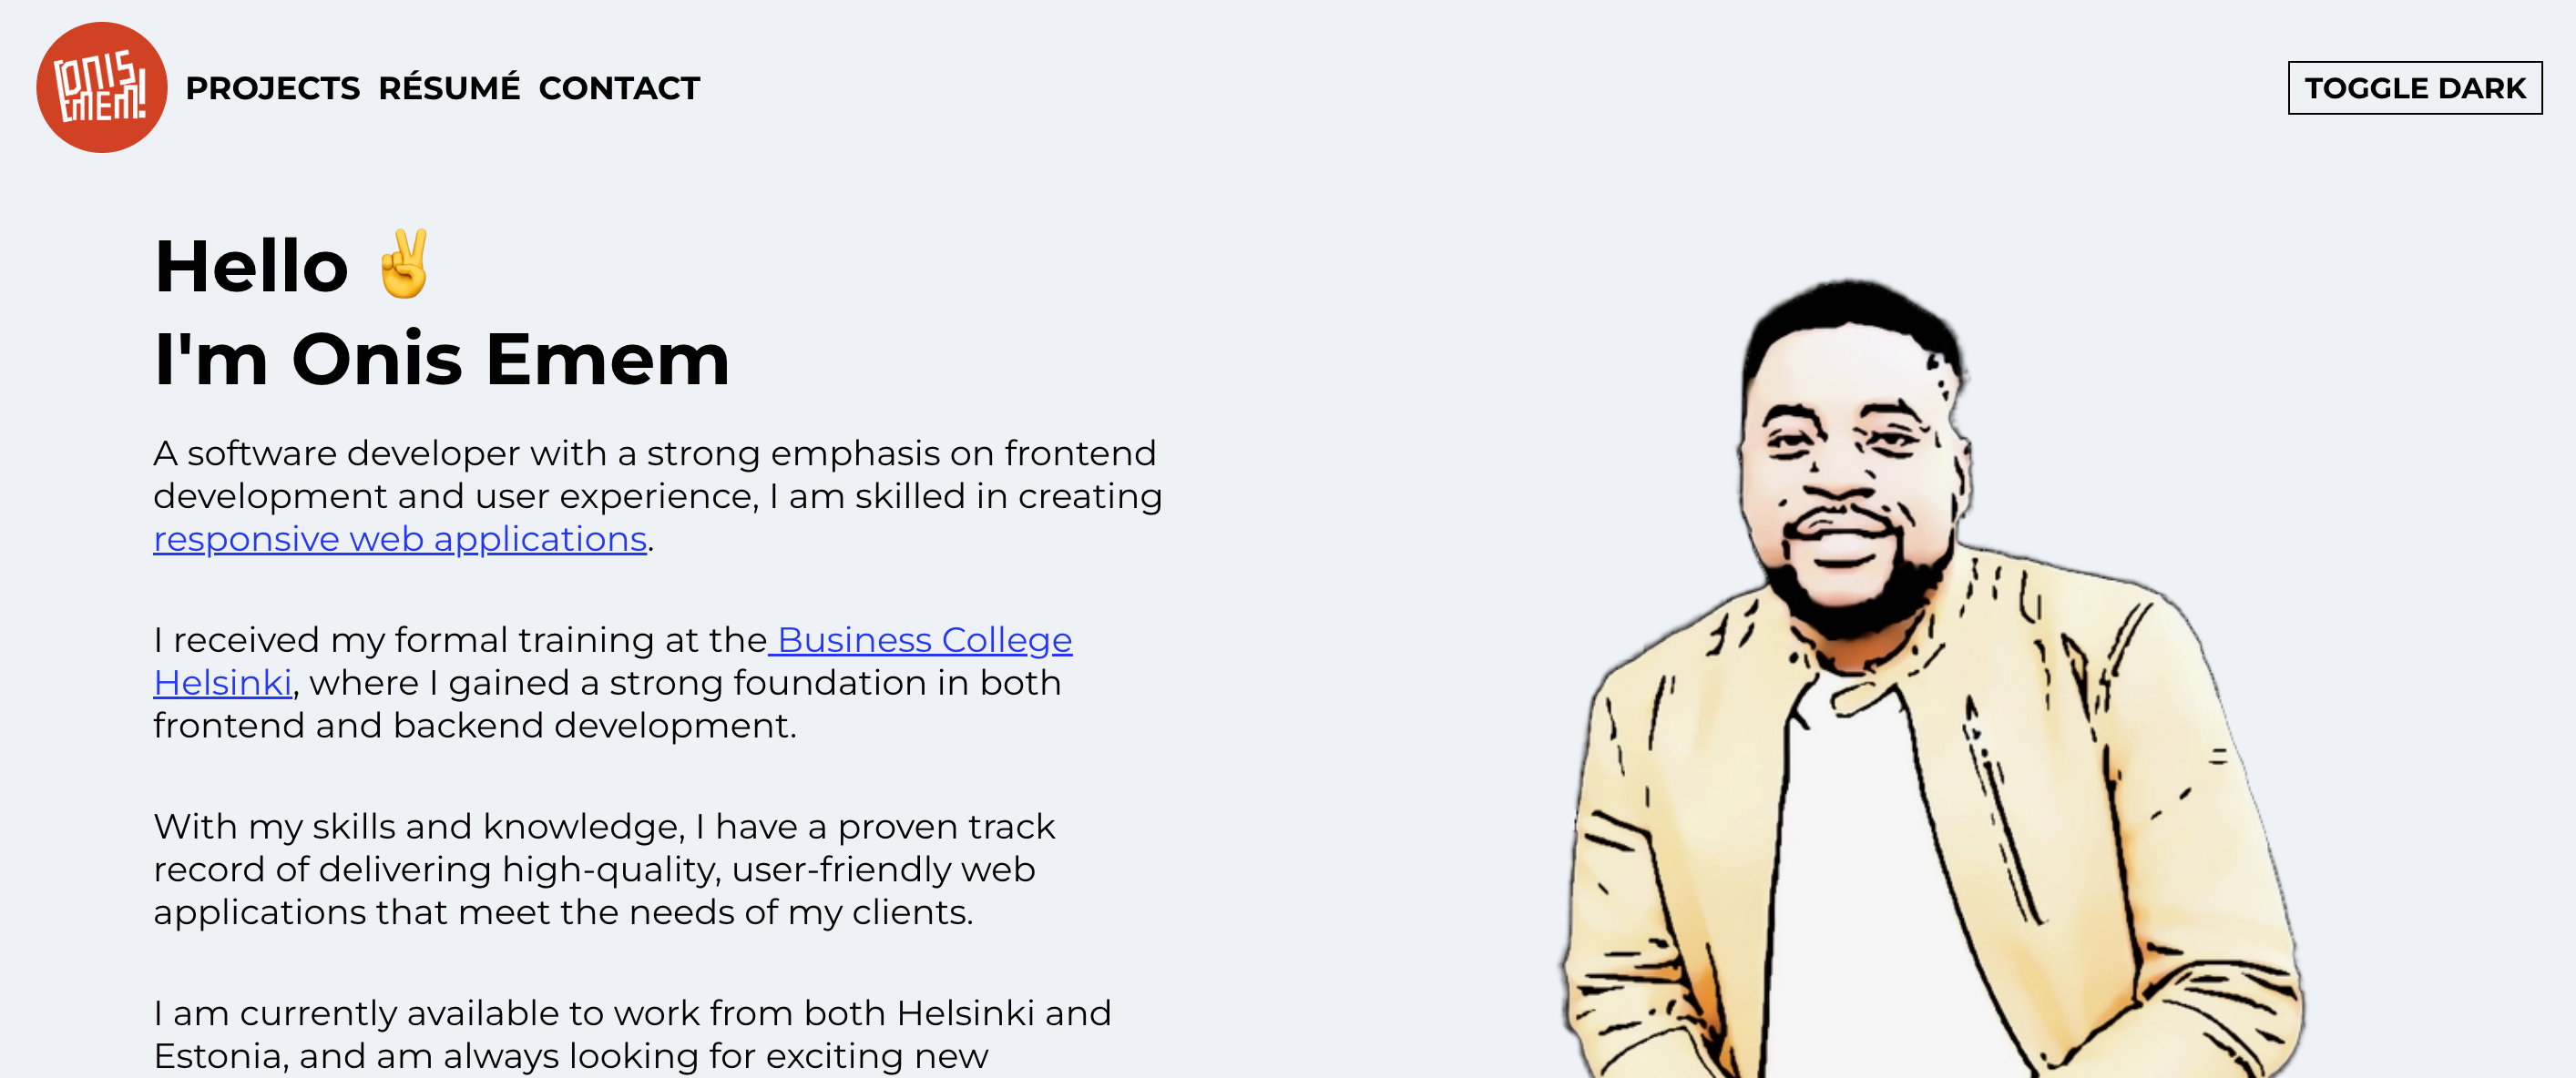 ONIS
EMEM!
PROJECTS RÉSUMÉ CONTACT
TOGGLE DARK
Hello ✌️
I'm Onis Emem
A software developer with a strong emphasis on frontend
development and user experience, I am skilled in creating
responsive web applications.
I received my formal training at the Business College
Helsinki, where I gained a strong foundation in both
frontend and backend development.
With my skills and knowledge, I have a proven track
record of delivering high-quality, user-friendly web
applications that meet the needs of my clients.
I am currently available to work from both Helsinki and
Estonia, and am always looking for exciting new